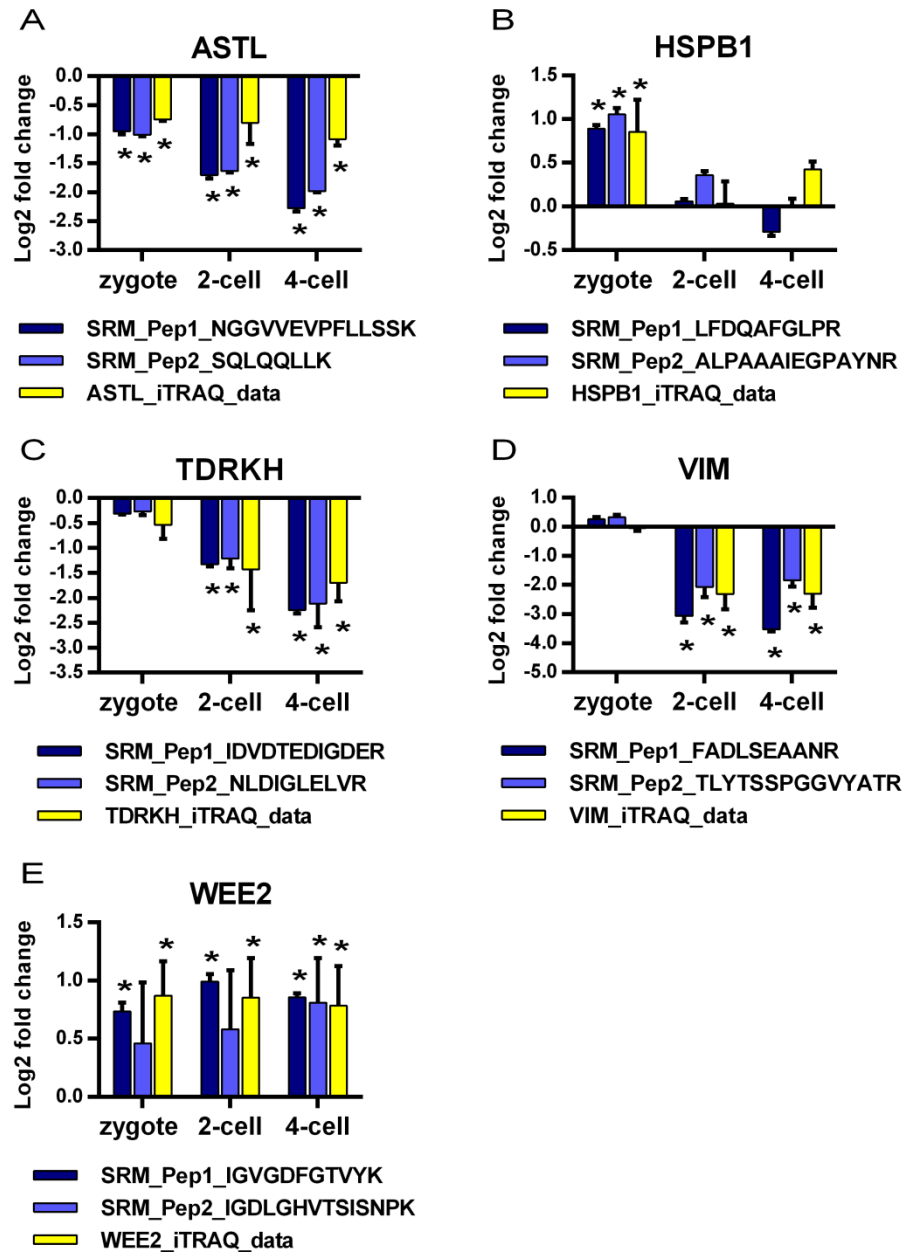 A
ASTL
Log2 fold change
0.0
-0.5
-1.0
-1.5
-2.0
-2.5
-3.0
* * *
* * *
* * *
zygote 2-cell 4-cell
SRM_Pep1_NGGVVEVPFLLSSK
SRM_Pep2_SQLQQLLK
ASTL_iTRAQ_data
B
HSPB1
Log2 fold change
1.5
1.0
0.5
0.0
-0.5
* * *
zygote 2-cell 4-cell
SRM_Pep1_LFDQAFGLPR
SRM_Pep2_ALPAAAIEGPAYNR
HSPB1_iTRAQ_data
C
TDRKH
Log2 fold change
0.0
-0.5
-1.0
-1.5
-2.0
-2.5
-3.0
-3.5
* * *
* * *
zygote 2-cell 4-cell
SRM_Pep1_IDVDTEDIGDER
SRM_Pep2_NLDIGLELVR
TDRKH_iTRAQ_data
D
VIM
Log2 fold change
1.0
0.0
-1.0
-2.0
-3.0
-4.0
-5.0
* * *
* * *
zygote 2-cell 4-cell
SRM_Pep1_FADLSEAANR
SRM_Pep2_TLYTSSPGGVYATR
VIM_iTRAQ_data
E
WEE2
Log2 fold change
1.5
1.0
0.5
0.0
* *
* *
* * *
zygote 2-cell 4-cell
SRM_Pep1_IGVGDFGTVYK
SRM_Pep2_IGDLGHVTSISNPK
WEE2_iTRAQ_data